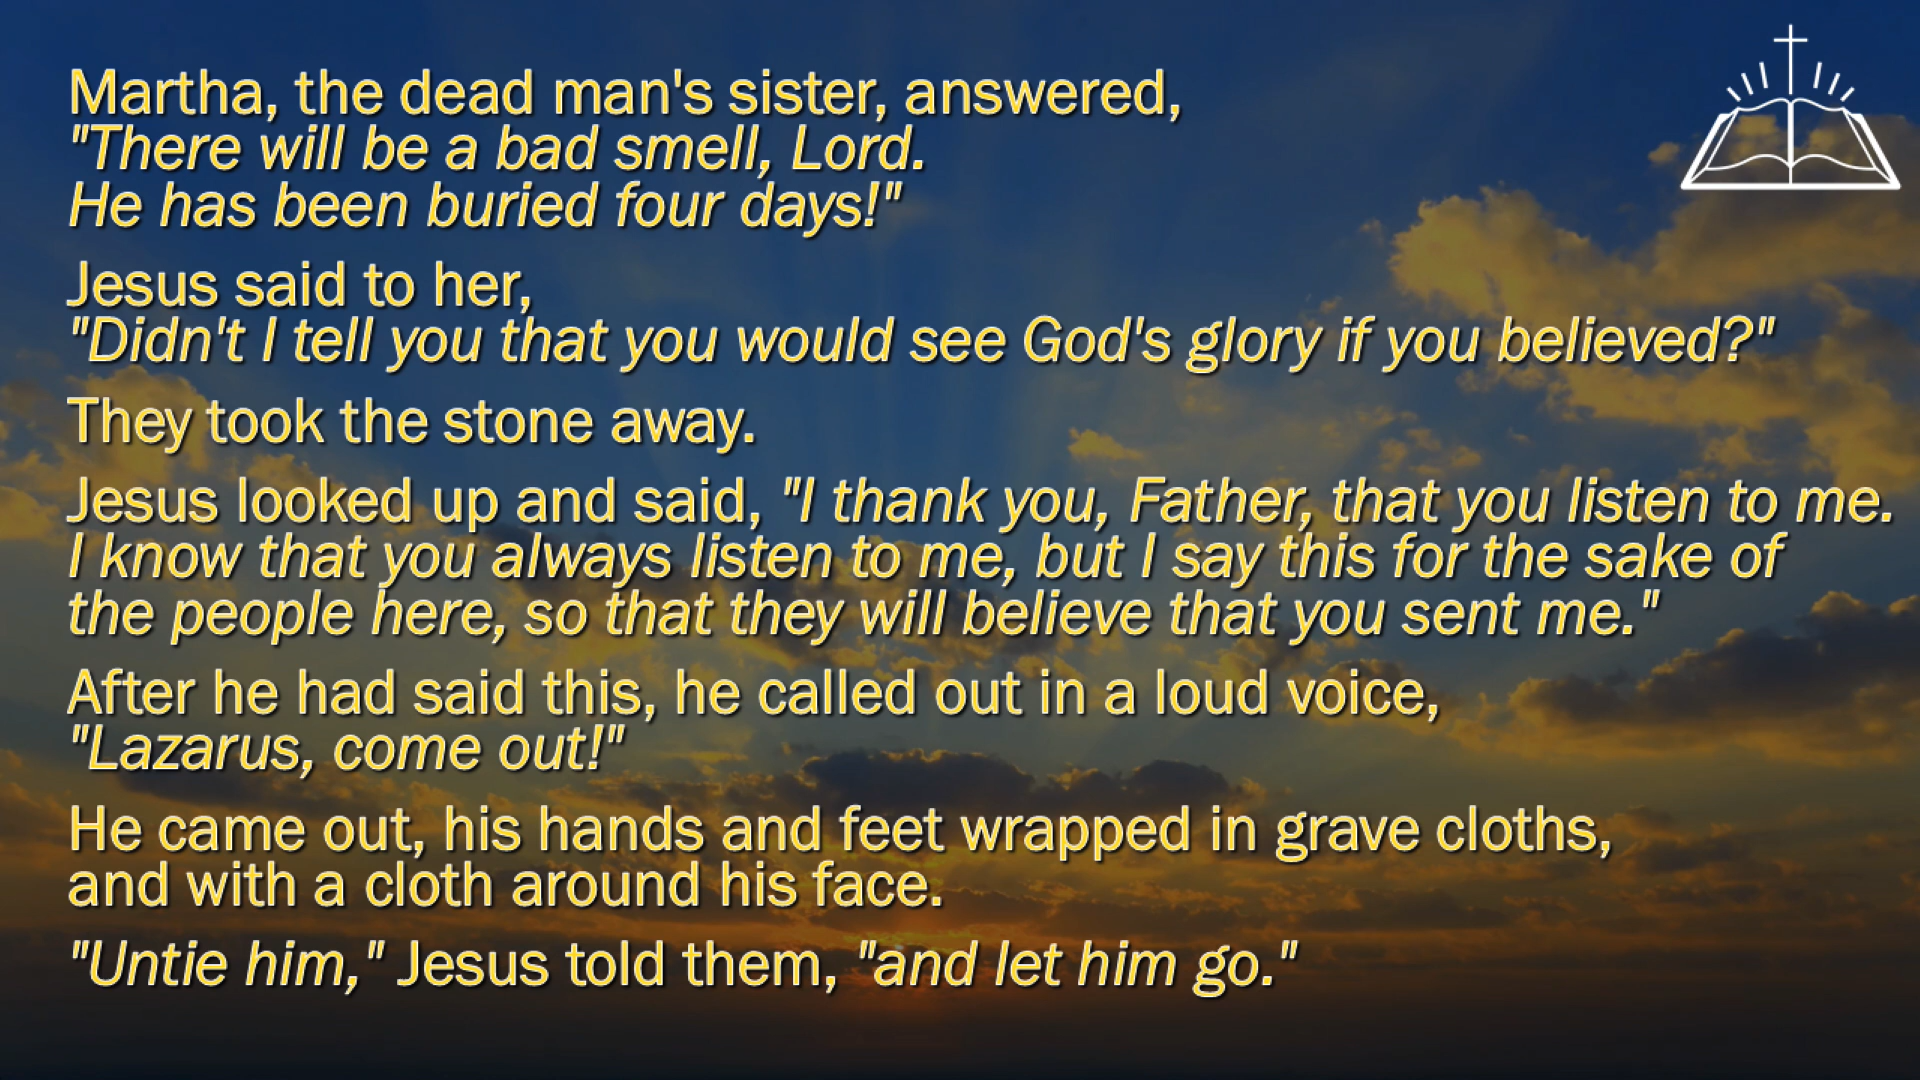 Martha, the dead man's sister, answered,
"There will be a bad smell, Lord.
He has been buried four days!"
Jesus said to her,
"Didn't I tell you that you would see God's glory if you believed?"
They took the stone away.
Jesus looked up and said, "I thank you, Father, that you listen to me.
I know that you always listen to me, but I say this for the sake of
the people here, so that they will believe that you sent me."
After he had said this, he called out in a loud voice,
"Lazarus, come out!"
He came out, his hands and feet wrapped in grave cloths,
and with a cloth around his face.
"Untie him," Jesus told them, "and let him go."